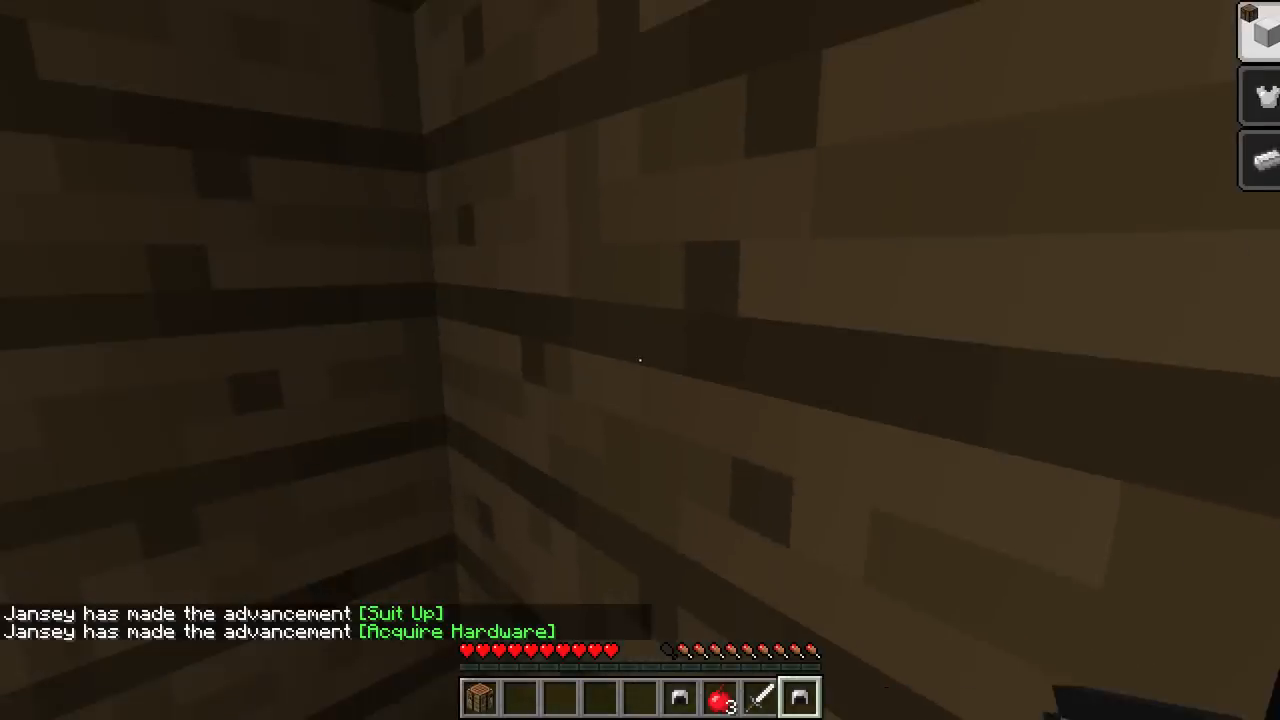 Jansey has made the advancement [Suit Up]
Jansey has made the advancement [Acquire Hardware]
3